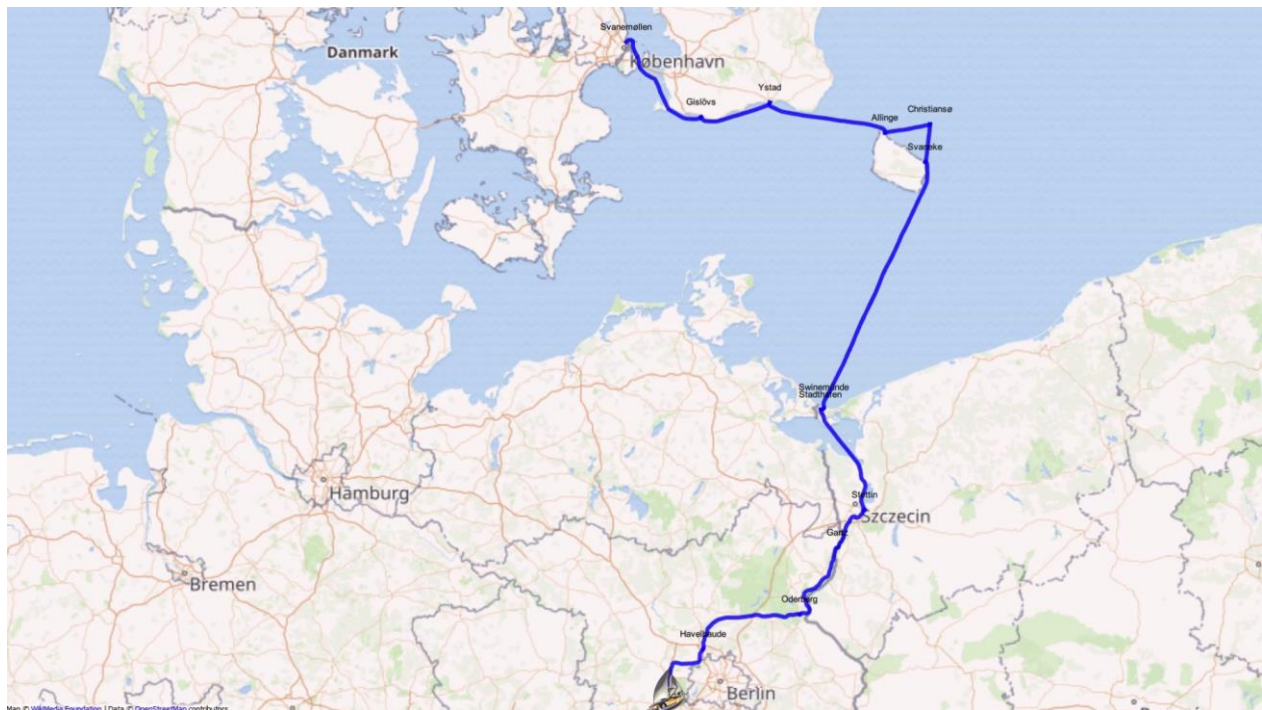 Svanemøllen
Danmark
København
Gislövs
Ystad
Christiansø
Allinge
Svaneke
Swinemünde
Stadthafen
Hamburg
Stettin
Szczecin
Gartz
Bremen
Oderberg
Havelbaude
Berlin
Map © WikiMedia Foundation | Data © OpenStreetMap contributors